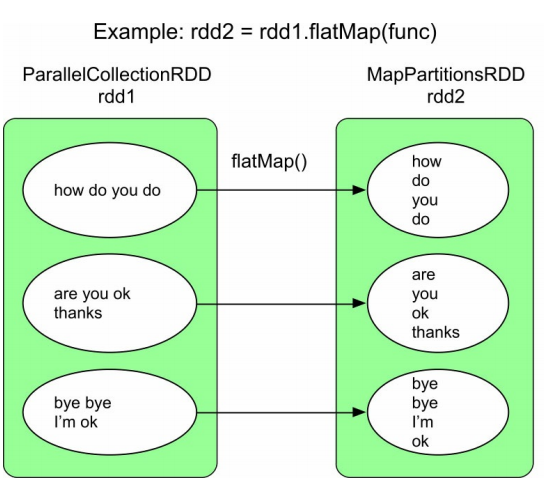 Example: rdd2 = rdd1.flatMap(func)
ParallelCollectionRDD
rdd1
MapPartitionsRDD
rdd2
flatMap()
how do you do
how
do
you
do
are you ok
thanks
are
you
ok
thanks
bye bye
I'm ok
bye
bye
I'm
ok